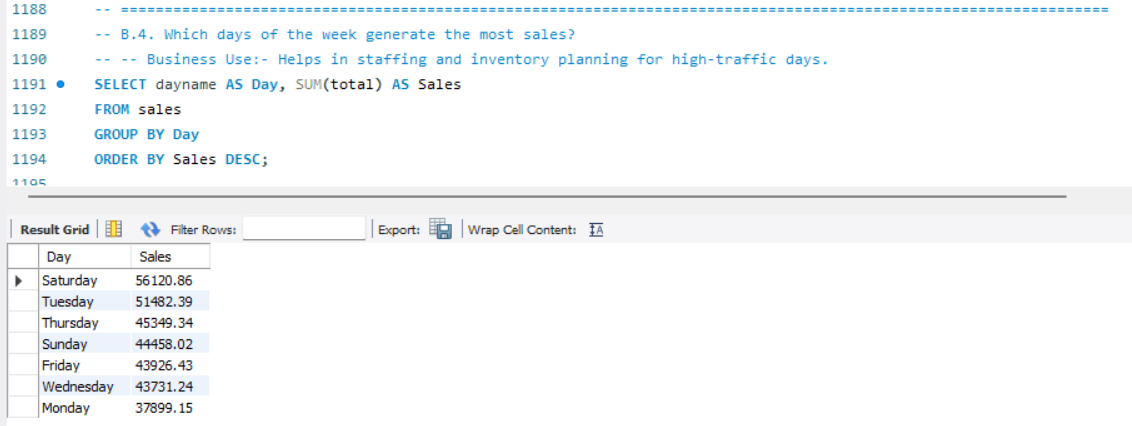 1188 -- ==============================================================================================================
1189 -- B.4. Which days of the week generate the most sales?
1190 -- -- Business Use:- Helps in staffing and inventory planning for high-traffic days.
1191 SELECT dayname AS Day, SUM(total) AS Sales
1192 FROM sales
1193 GROUP BY Day
1194 ORDER BY Sales DESC;
1195
Result Grid Filter Rows: Export: Wrap Cell Content:
Day Sales
Saturday 56120.86
Tuesday 51482.39
Thursday 45349.34
Sunday 44458.02
Friday 43926.43
Wednesday 43731.24
Monday 37899.15